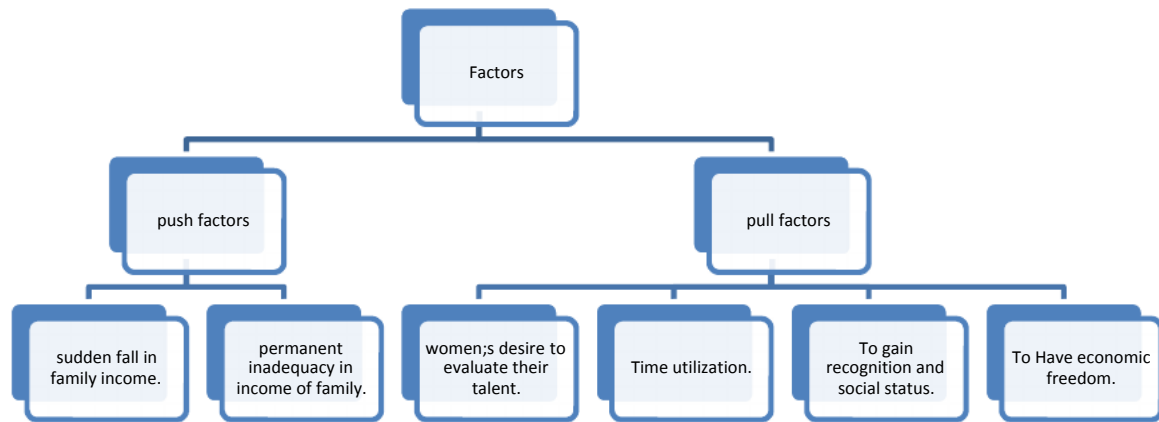 Factors
push factors
pull factors
sudden fall in
family income.
permanent
inadequacy in
income of family.
women;s desire to
evaluate their
talent.
Time utilization.
To gain
recognition and
social status.
To Have economic
freedom.